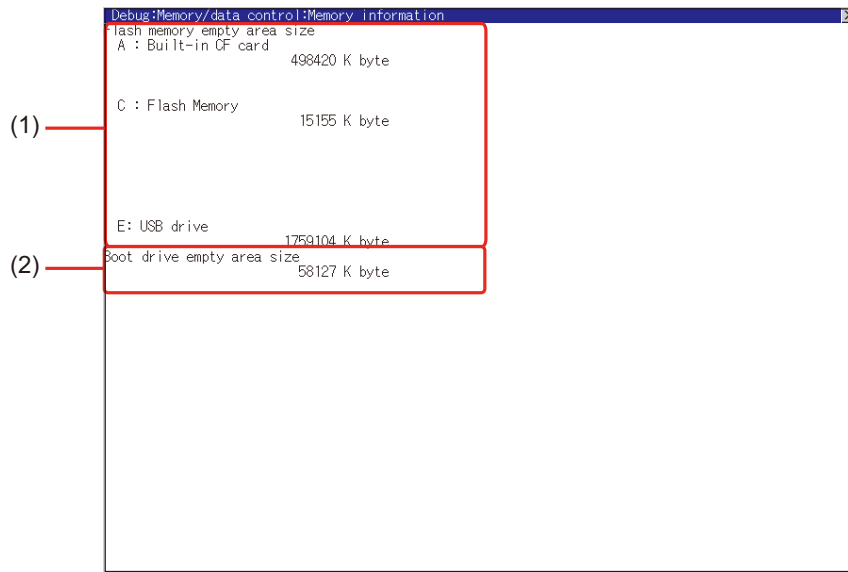 Debug:Memory/data control:Memory information
Flash memory empty area size
A : Built-in CF card
498420 K byte
C : Flash Memory
15155 K byte
(1)
E: USB drive
1759104 K byte
Boot drive empty area size
(2)
58127 K byte